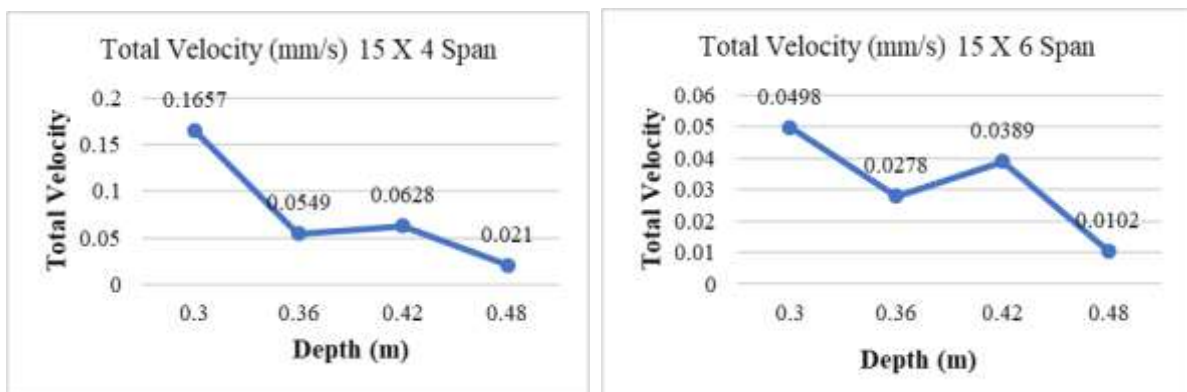 Total Velocity (mm/s) 15 X 4 Span
Total Velocity
0.2
0.15
0.1
0.05
0
0.1657
0.0549
0.0628
0.021
0.3 0.36 0.42 0.48
Depth (m)
Total Velocity (mm/s) 15 X 6 Span
Total Velocity
0.06
0.05
0.04
0.03
0.02
0.01
0
0.0498
0.0278
0.0389
0.0102
0.3 0.36 0.42 0.48
Depth (m)